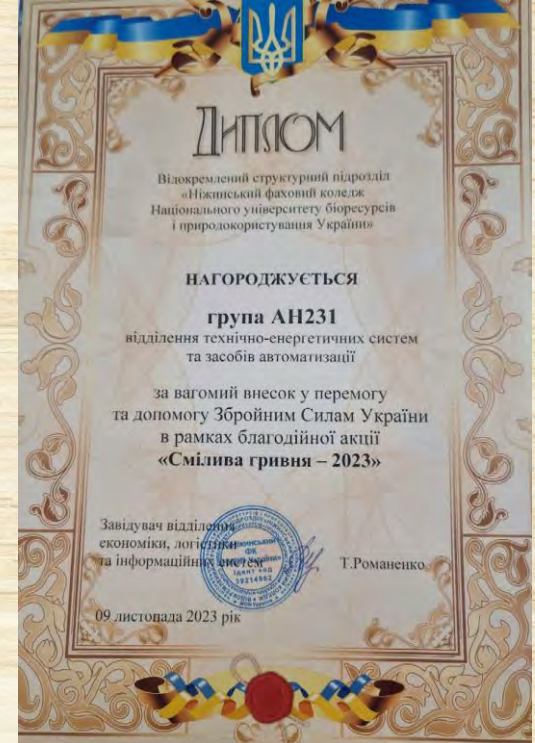 Диплом
Відокремлений структурний підрозділ
«Ніжинський фаховий коледж
Національного університету біоресурсів
і природокористування України»
НАГОРОДЖУЄТЬСЯ
група АН231
відділення технічно-енергетичних систем
та засобів автоматизації
за вагомий внесок у перемогу
та допомогу Збройним Силам України
в рамках благодійної акції
«Смілива гривня – 2023»
Завідувач відділення
економіки, логістики
та інформаційних систем Т.Романенко
09 листопада 2023 рік